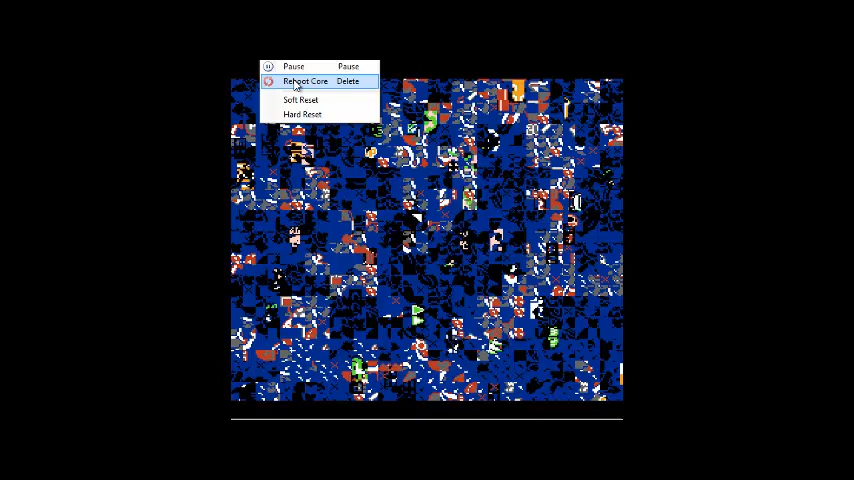 Pause Pause
Reboot Core Delete
Soft Reset
Hard Reset